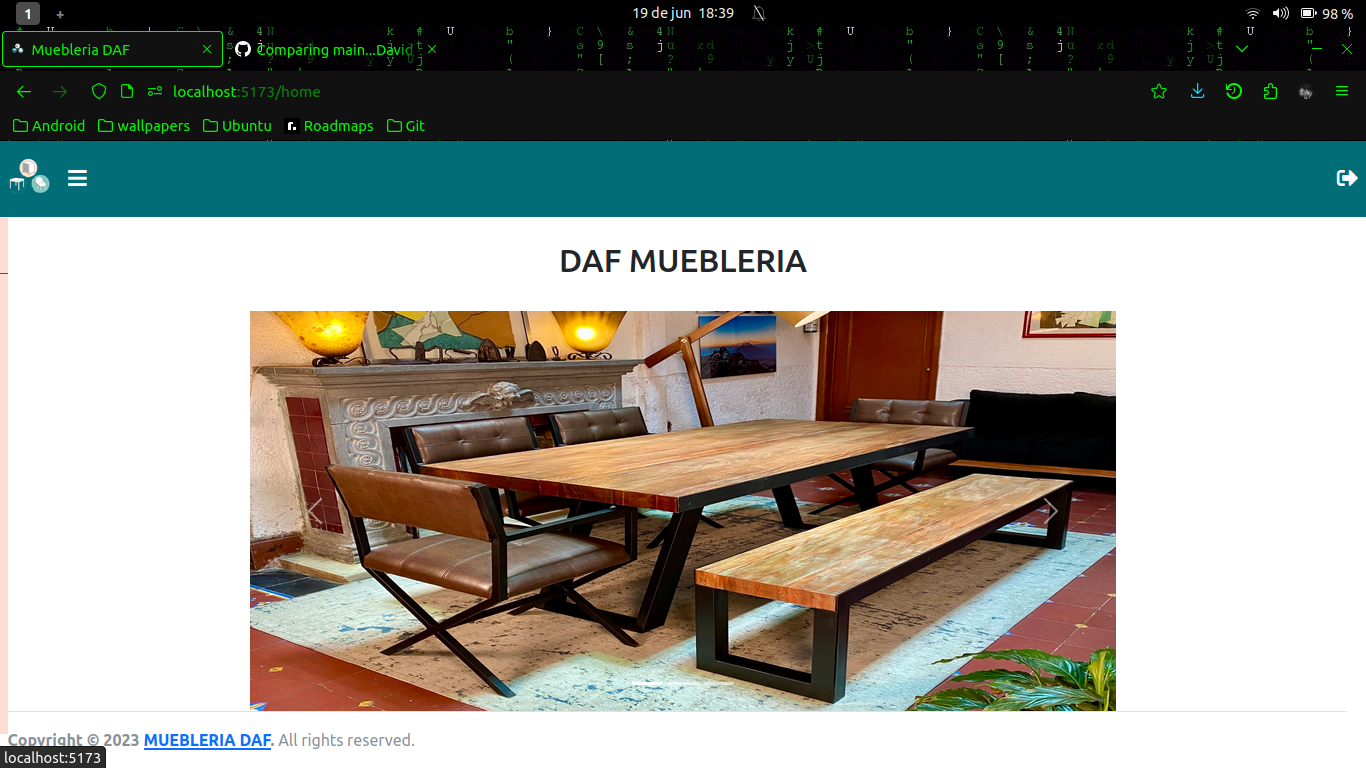 1 + 19 de jun 18:39 98 %
Muebleria DAF Comparing main...David
localhost:5173/home
Android wallpapers Ubuntu Roadmaps Git
DAF MUEBLERIA
Copyright © 2023 MUEBLERIA DAF. All rights reserved.
localhost:5173